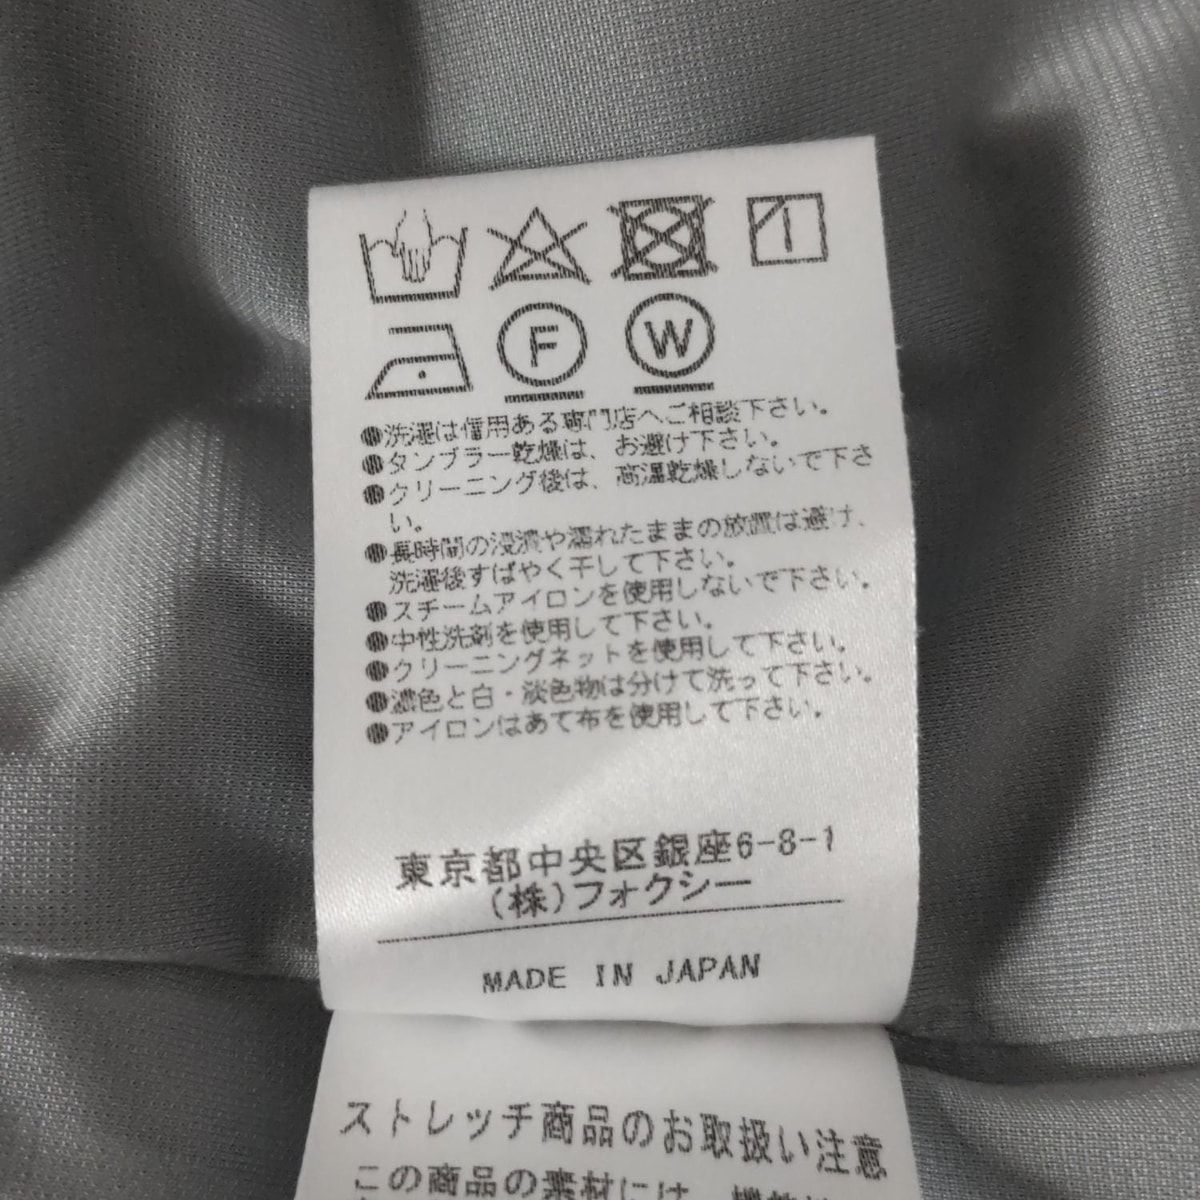 F W
●洗濯は信用ある専門店へご相談下さい。
●タンブラー乾燥は、お避け下さい。
●クリーニング後は、高温乾燥しないで下さ
い。
●長時間の浸漬や濡れたままの放置は避け、
洗濯後すばやく干して下さい。
●スチームアイロンを使用しないで下さい。
●中性洗剤を使用して下さい。
●クリーニングネットを使用して下さい。
●濃色と白・淡色物は分けて洗って下さい。
●アイロンはあて布を使用して下さい。
東京都中央区銀座6-8-1
(株)フォクシー
MADE IN JAPAN
ストレッチ商品のお取扱い注意
この商品の素材には、